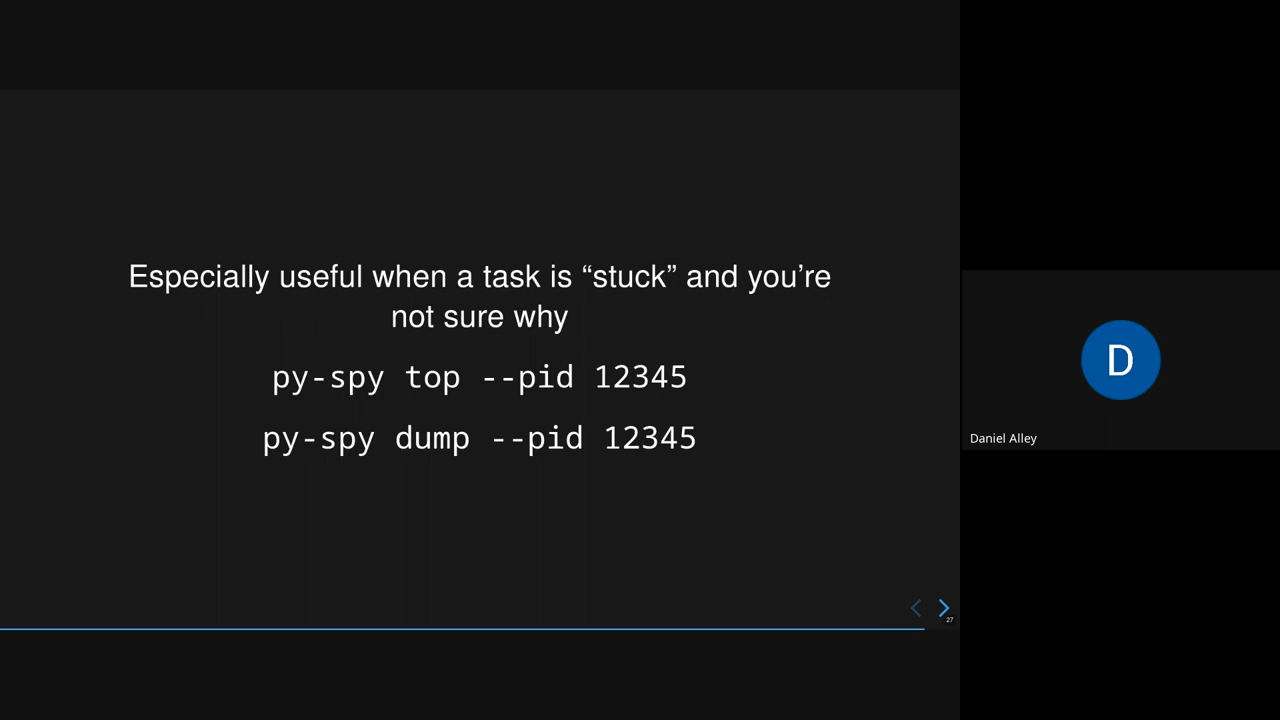 Especially useful when a task is “stuck” and you’re
not sure why
py-spy top --pid 12345
py-spy dump --pid 12345
27
D
Daniel Alley